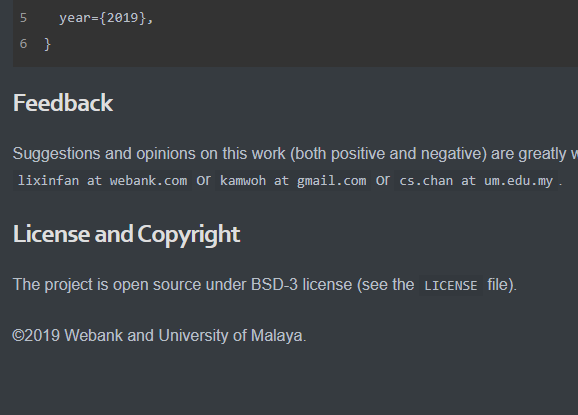 5 year={2019},
6 }
Feedback
Suggestions and opinions on this work (both positive and negative) are greatly
lixinfan at webank.com or kamwoh at gmail.com or cs.chan at um.edu.my .
License and Copyright
The project is open source under BSD-3 license (see the LICENSE file).
©2019 Webank and University of Malaya.